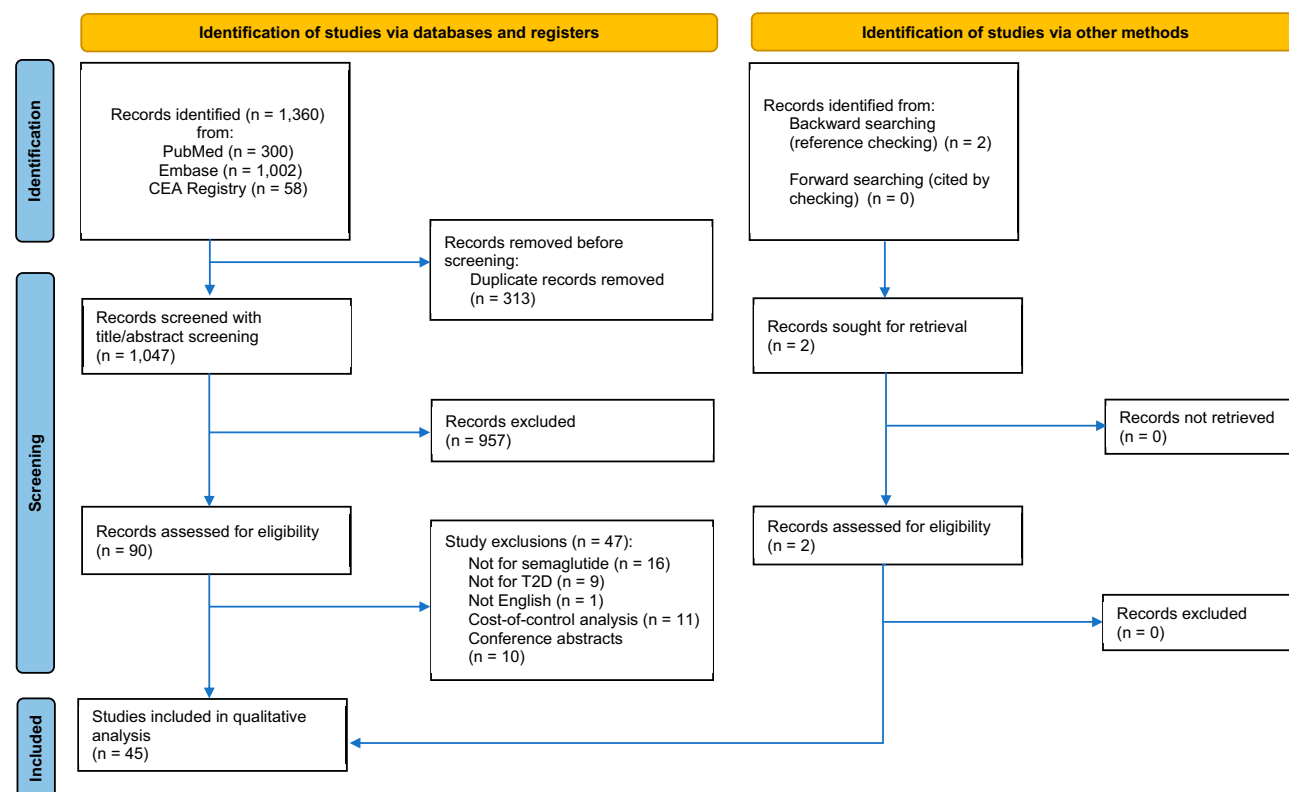 Identification of studies via databases and registers
Identification of studies via other methods
Identification
Records identified (n = 1,360)
from:
PubMed (n = 300)
Embase (n = 1,002)
CEA Registry (n = 58)
Records identified from:
Backward searching
(reference checking) (n = 2)
Forward searching (cited by
checking) (n = 0)
Records removed before
screening:
Duplicate records removed
(n = 313)
Screening
Records screened with
title/abstract screening
(n = 1,047)
Records sought for retrieval
(n = 2)
Records excluded
(n = 957)
Records not retrieved
(n = 0)
Records assessed for eligibility
(n = 90)
Records assessed for eligibility
(n = 2)
Study exclusions (n = 47):
Not for semaglutide (n = 16)
Not for T2D (n = 9)
Not English (n = 1)
Cost-of-control analysis (n = 11)
Conference abstracts
(n = 10)
Records excluded
(n = 0)
Included
Studies included in qualitative
analysis
(n = 45)